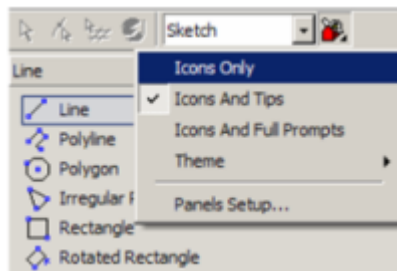 Sketch
Line
Icons Only
Icons And Tips
Icons And Full Prompts
Theme
Panels Setup...
Line
Polyline
Polygon
Irregular
Rectangle
Rotated Rectangle